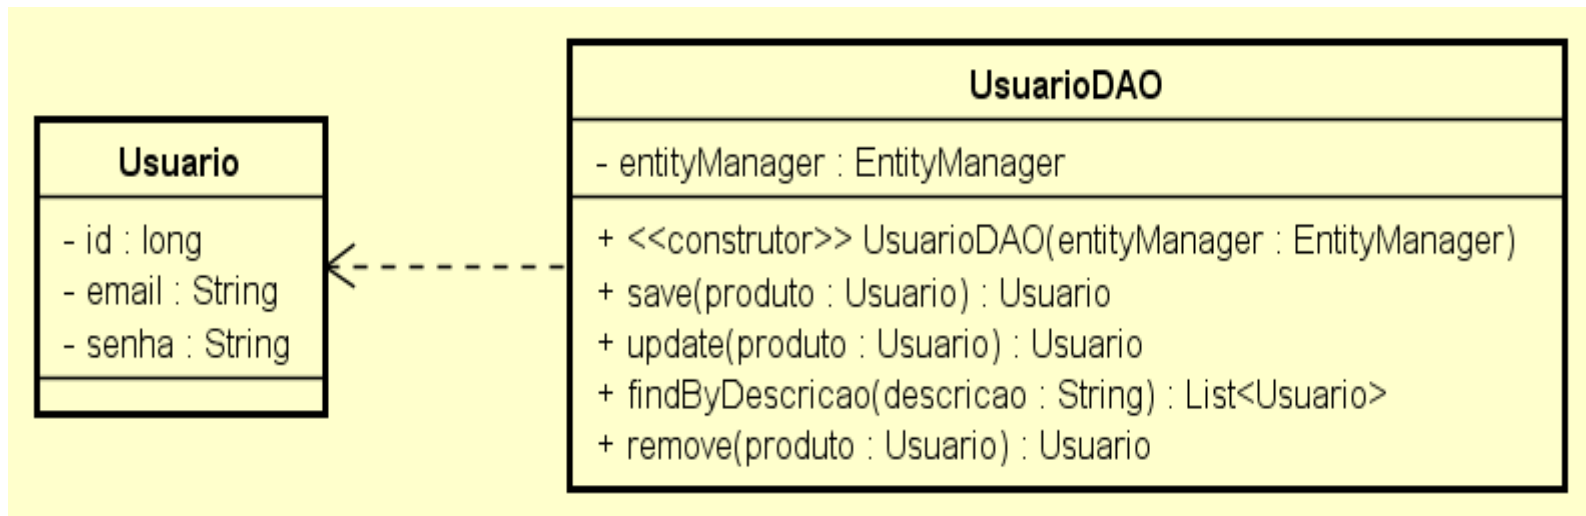 Usuario
- id : long
- email : String
- senha : String
UsuarioDAO
- entityManager : EntityManager
+ <<construtor>> UsuarioDAO(entityManager : EntityManager)
+ save(produto : Usuario) : Usuario
+ update(produto : Usuario) : Usuario
+ findByDescricao(descricao : String) : List<Usuario>
+ remove(produto : Usuario) : Usuario